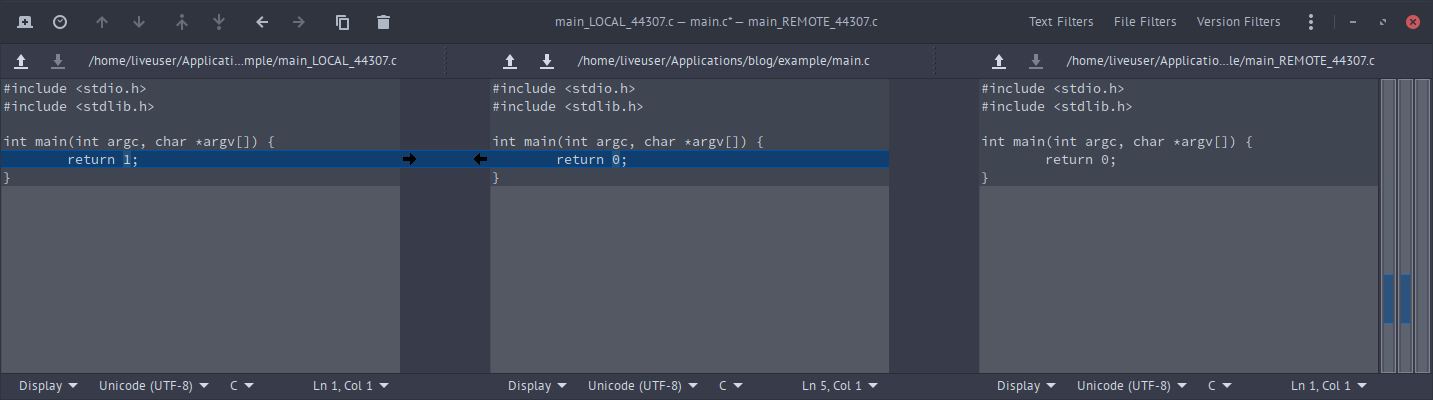 main_LOCAL_44307.c — main.c* — main_REMOTE_44307.c
Text Filters File Filters Version Filters
/home/liveuser/Applicati...mple/main_LOCAL_44307.c
#include <stdio.h>
#include <stdlib.h>
int main(int argc, char *argv[]) {
return 1;
}
Display Unicode (UTF-8) C Ln 1, Col 1
/home/liveuser/Applications/blog/example/main.c
#include <stdio.h>
#include <stdlib.h>
int main(int argc, char *argv[]) {
return 0;
}
Display Unicode (UTF-8) C Ln 5, Col 1
/home/liveuser/Applicatio...le/main_REMOTE_44307.c
#include <stdio.h>
#include <stdlib.h>
int main(int argc, char *argv[]) {
return 0;
}
Display Unicode (UTF-8) C Ln 1, Col 1